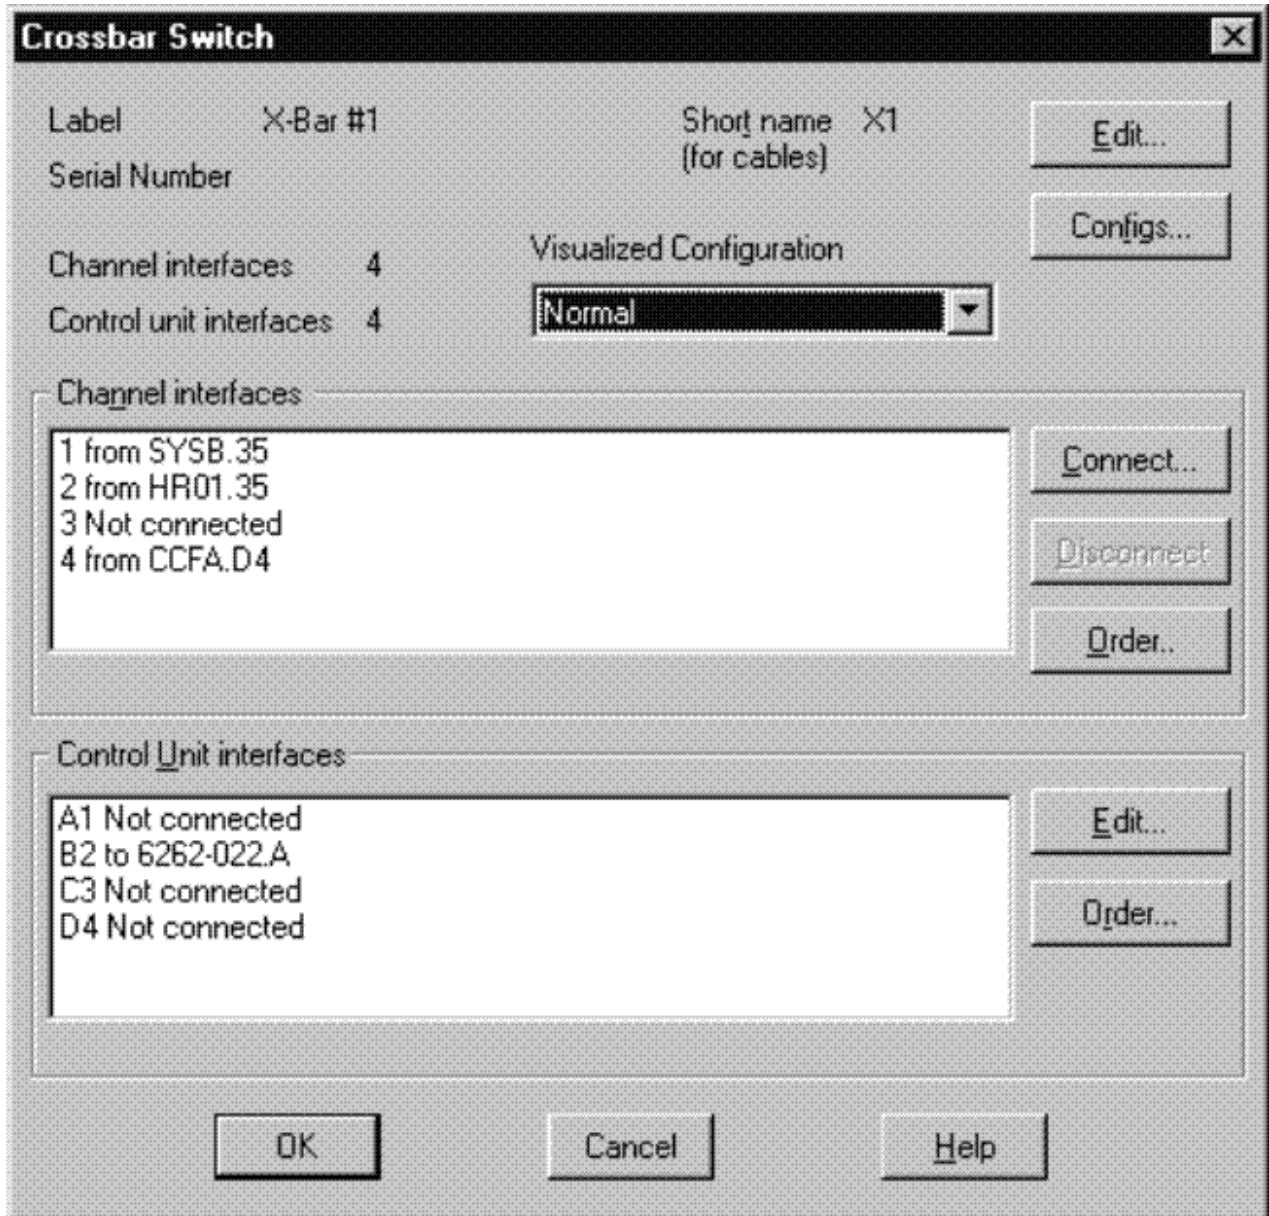 Crossbar Switch
Label X-Bar #1 Short name X1
(for cables)
Edit...
Serial Number
Configs...
Channel interfaces 4
Visualized Configuration
Control unit interfaces 4
Normal
Channel interfaces
1 from SYSB.35
2 from HR01.35
3 Not connected
4 from CCFA.D4
Connect...
Disconnect
Order..
Control Unit interfaces
A1 Not connected
B2 to 6262-022.A
C3 Not connected
D4 Not connected
Edit...
Order...
OK Cancel Help